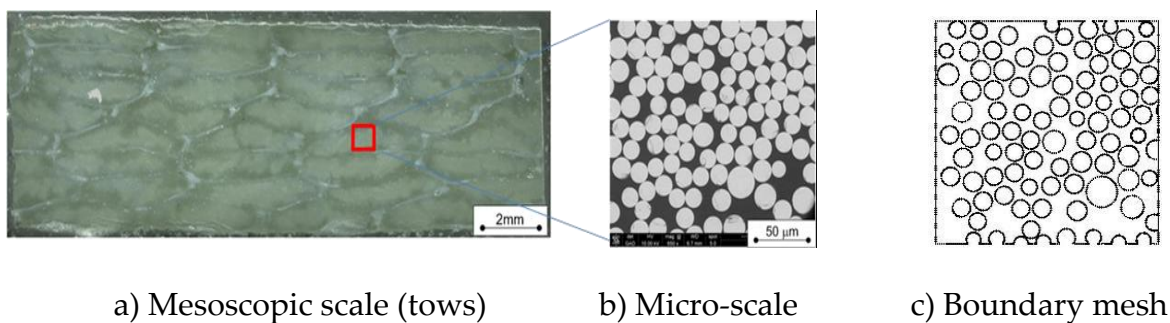 2mm
50 µm
a) Mesoscopic scale (tows)
b) Micro-scale
c) Boundary mesh